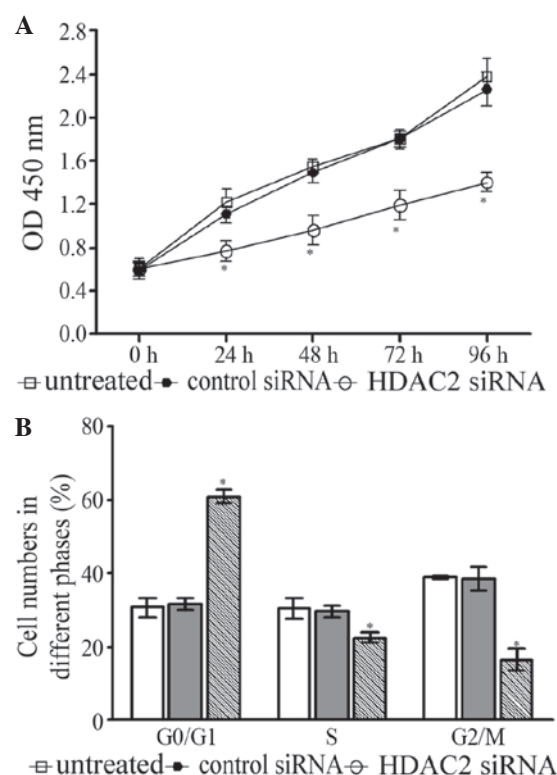 A
OD 450 nm
2.8
2.4
2.0
1.6
1.2
0.8
0.4
0.0
* * * *
0 h 24 h 48 h 72 h 96 h
untreated control siRNA HDAC2 siRNA
B
Cell numbers in
different phases (%)
80
60
40
20
0
* * *
G0/G1 S G2/M
untreated control siRNA HDAC2 siRNA